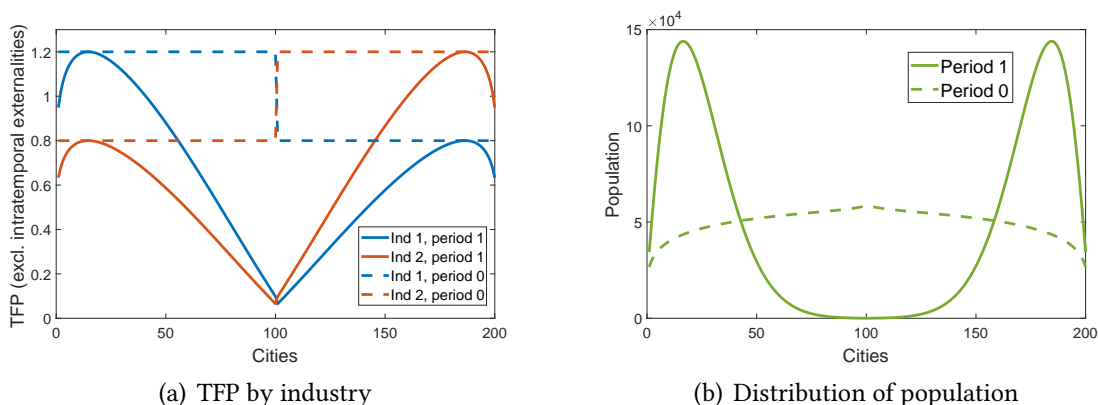 TFP (excl. intratemporal externalities)
1.2
1
0.8
0.6
0.4
0.2
0
0 50 100 150 200
Cities
Ind 1, period 1
Ind 2, period 1
Ind 1, period 0
Ind 2, period 0
(a) TFP by industry
×10⁴
Population
15
10
5
0
0 50 100 150 200
Cities
Period 1
Period 0
(b) Distribution of population